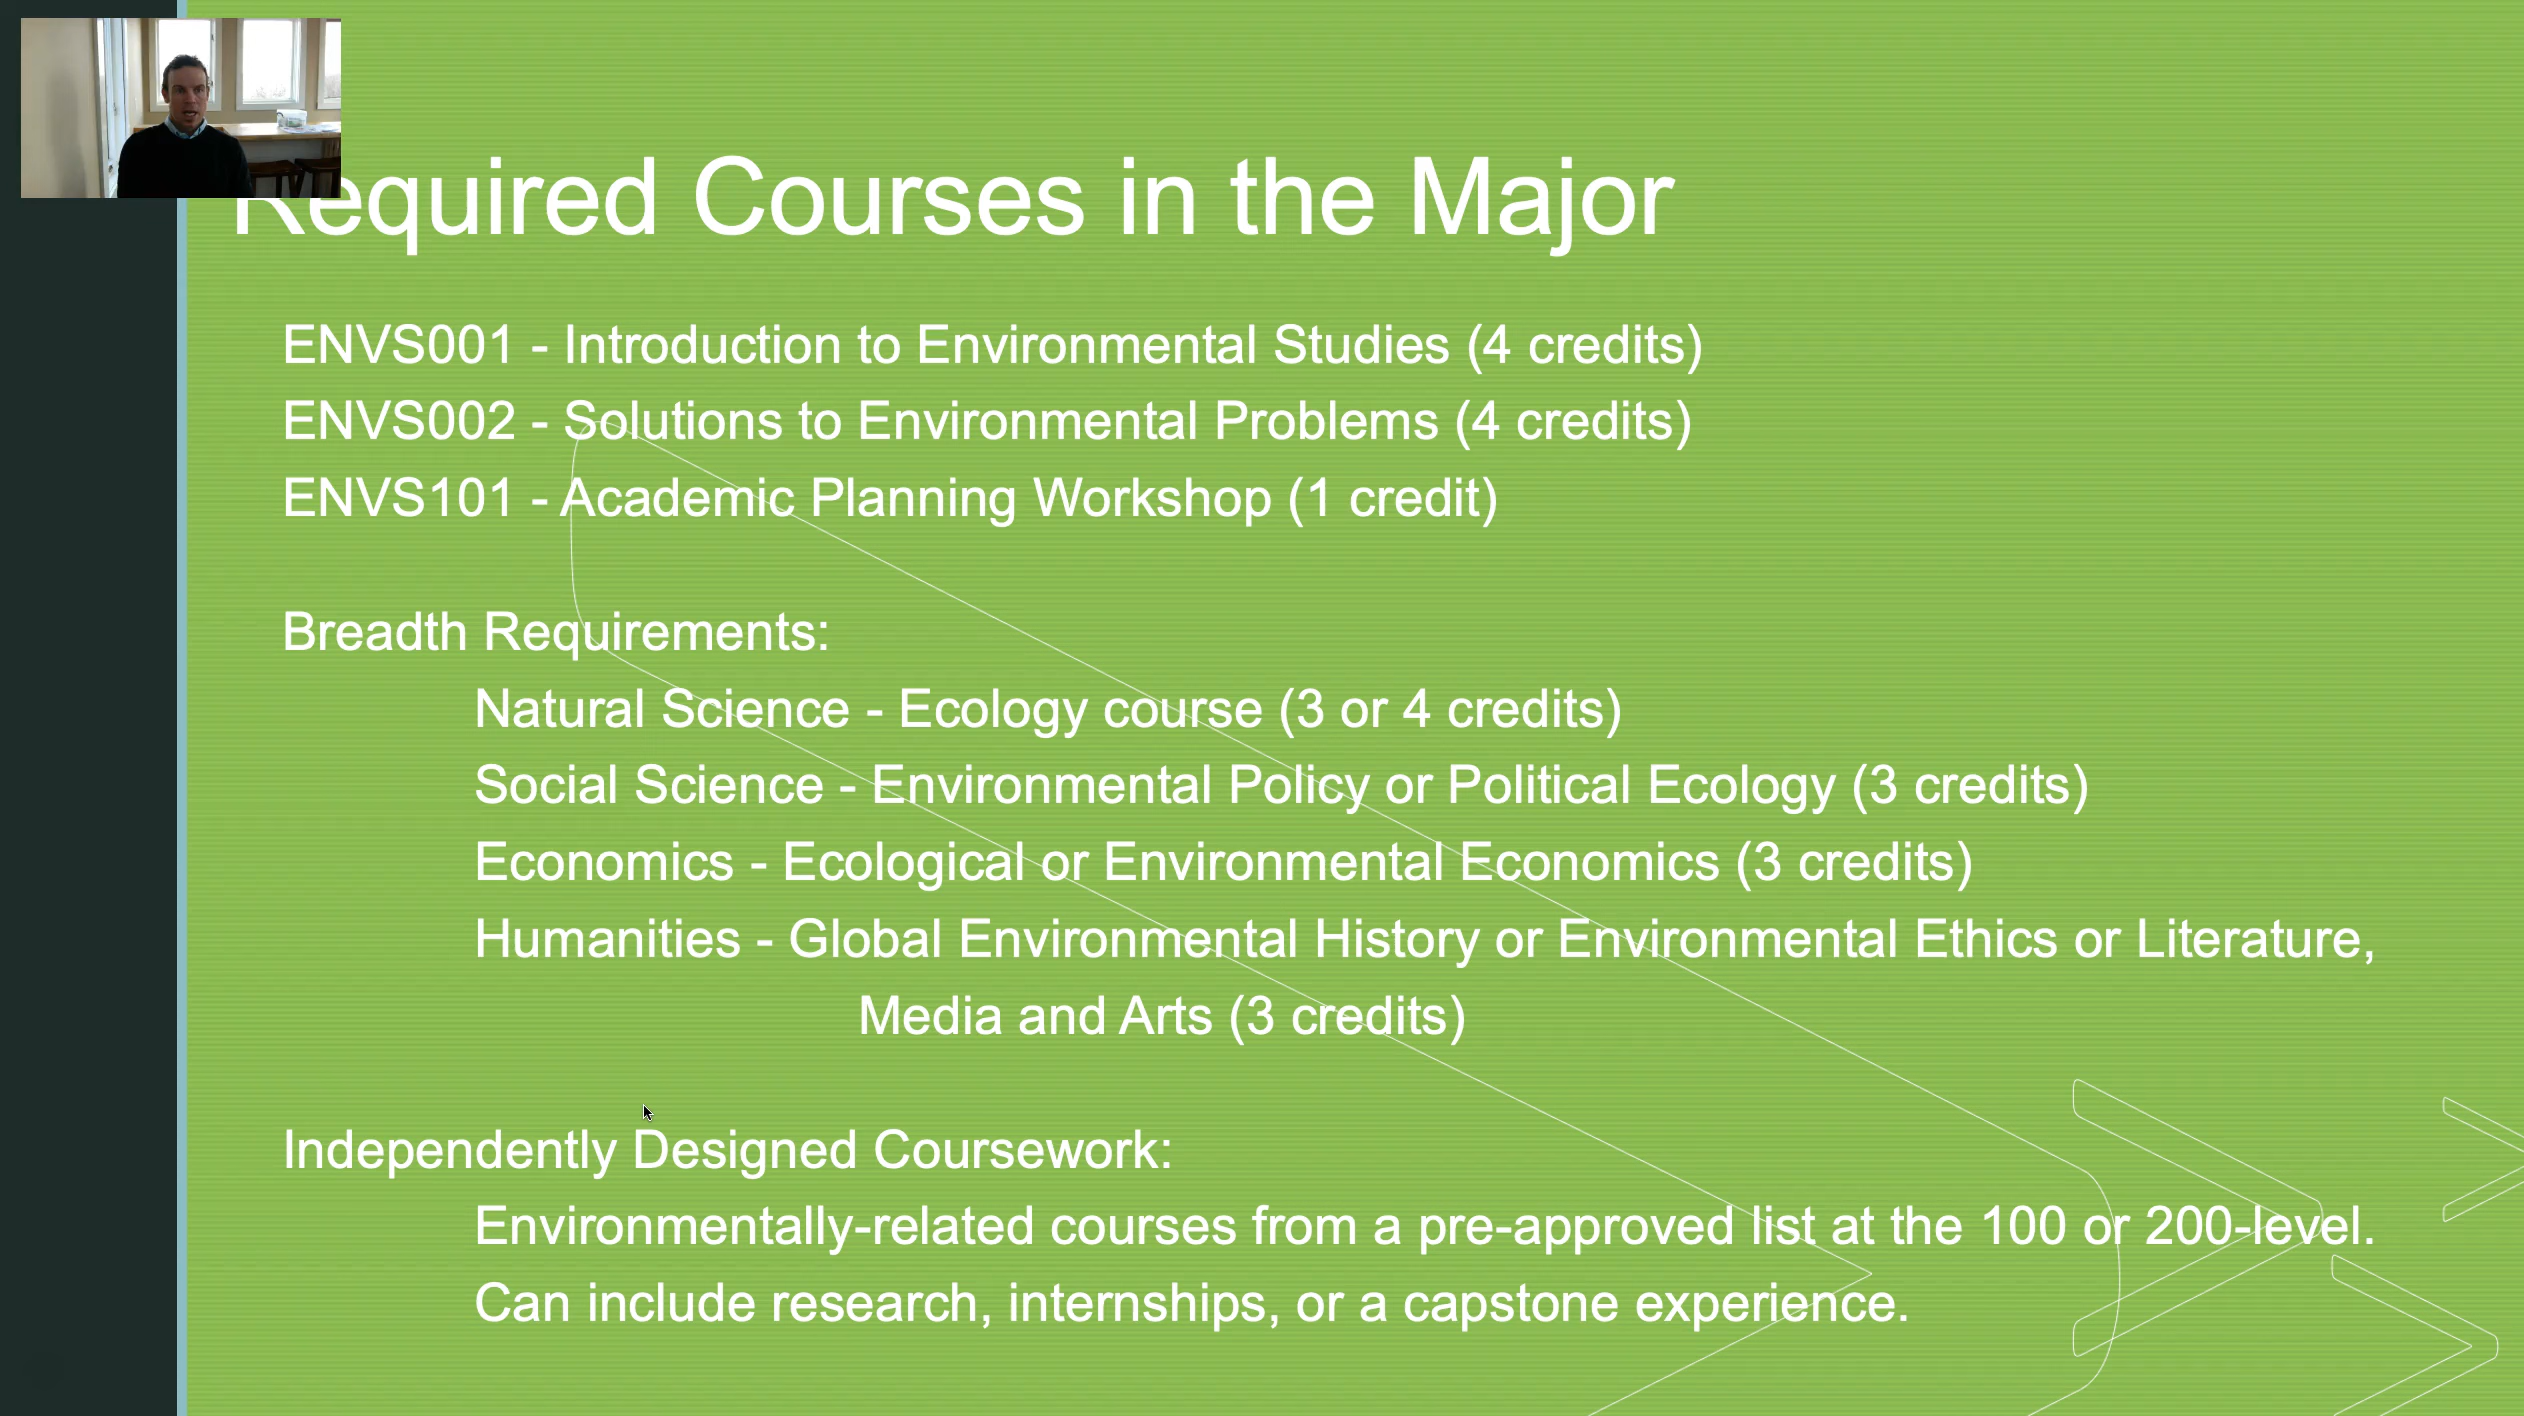 Required Courses in the Major
ENVS001 - Introduction to Environmental Studies (4 credits)
ENVS002 - Solutions to Environmental Problems (4 credits)
ENVS101 - Academic Planning Workshop (1 credit)
Breadth Requirements:
Natural Science - Ecology course (3 or 4 credits)
Social Science - Environmental Policy or Political Ecology (3 credits)
Economics - Ecological or Environmental Economics (3 credits)
Humanities - Global Environmental History or Environmental Ethics or Literature,
Media and Arts (3 credits)
Independently Designed Coursework:
Environmentally-related courses from a pre-approved list at the 100 or 200-level.
Can include research, internships, or a capstone experience.